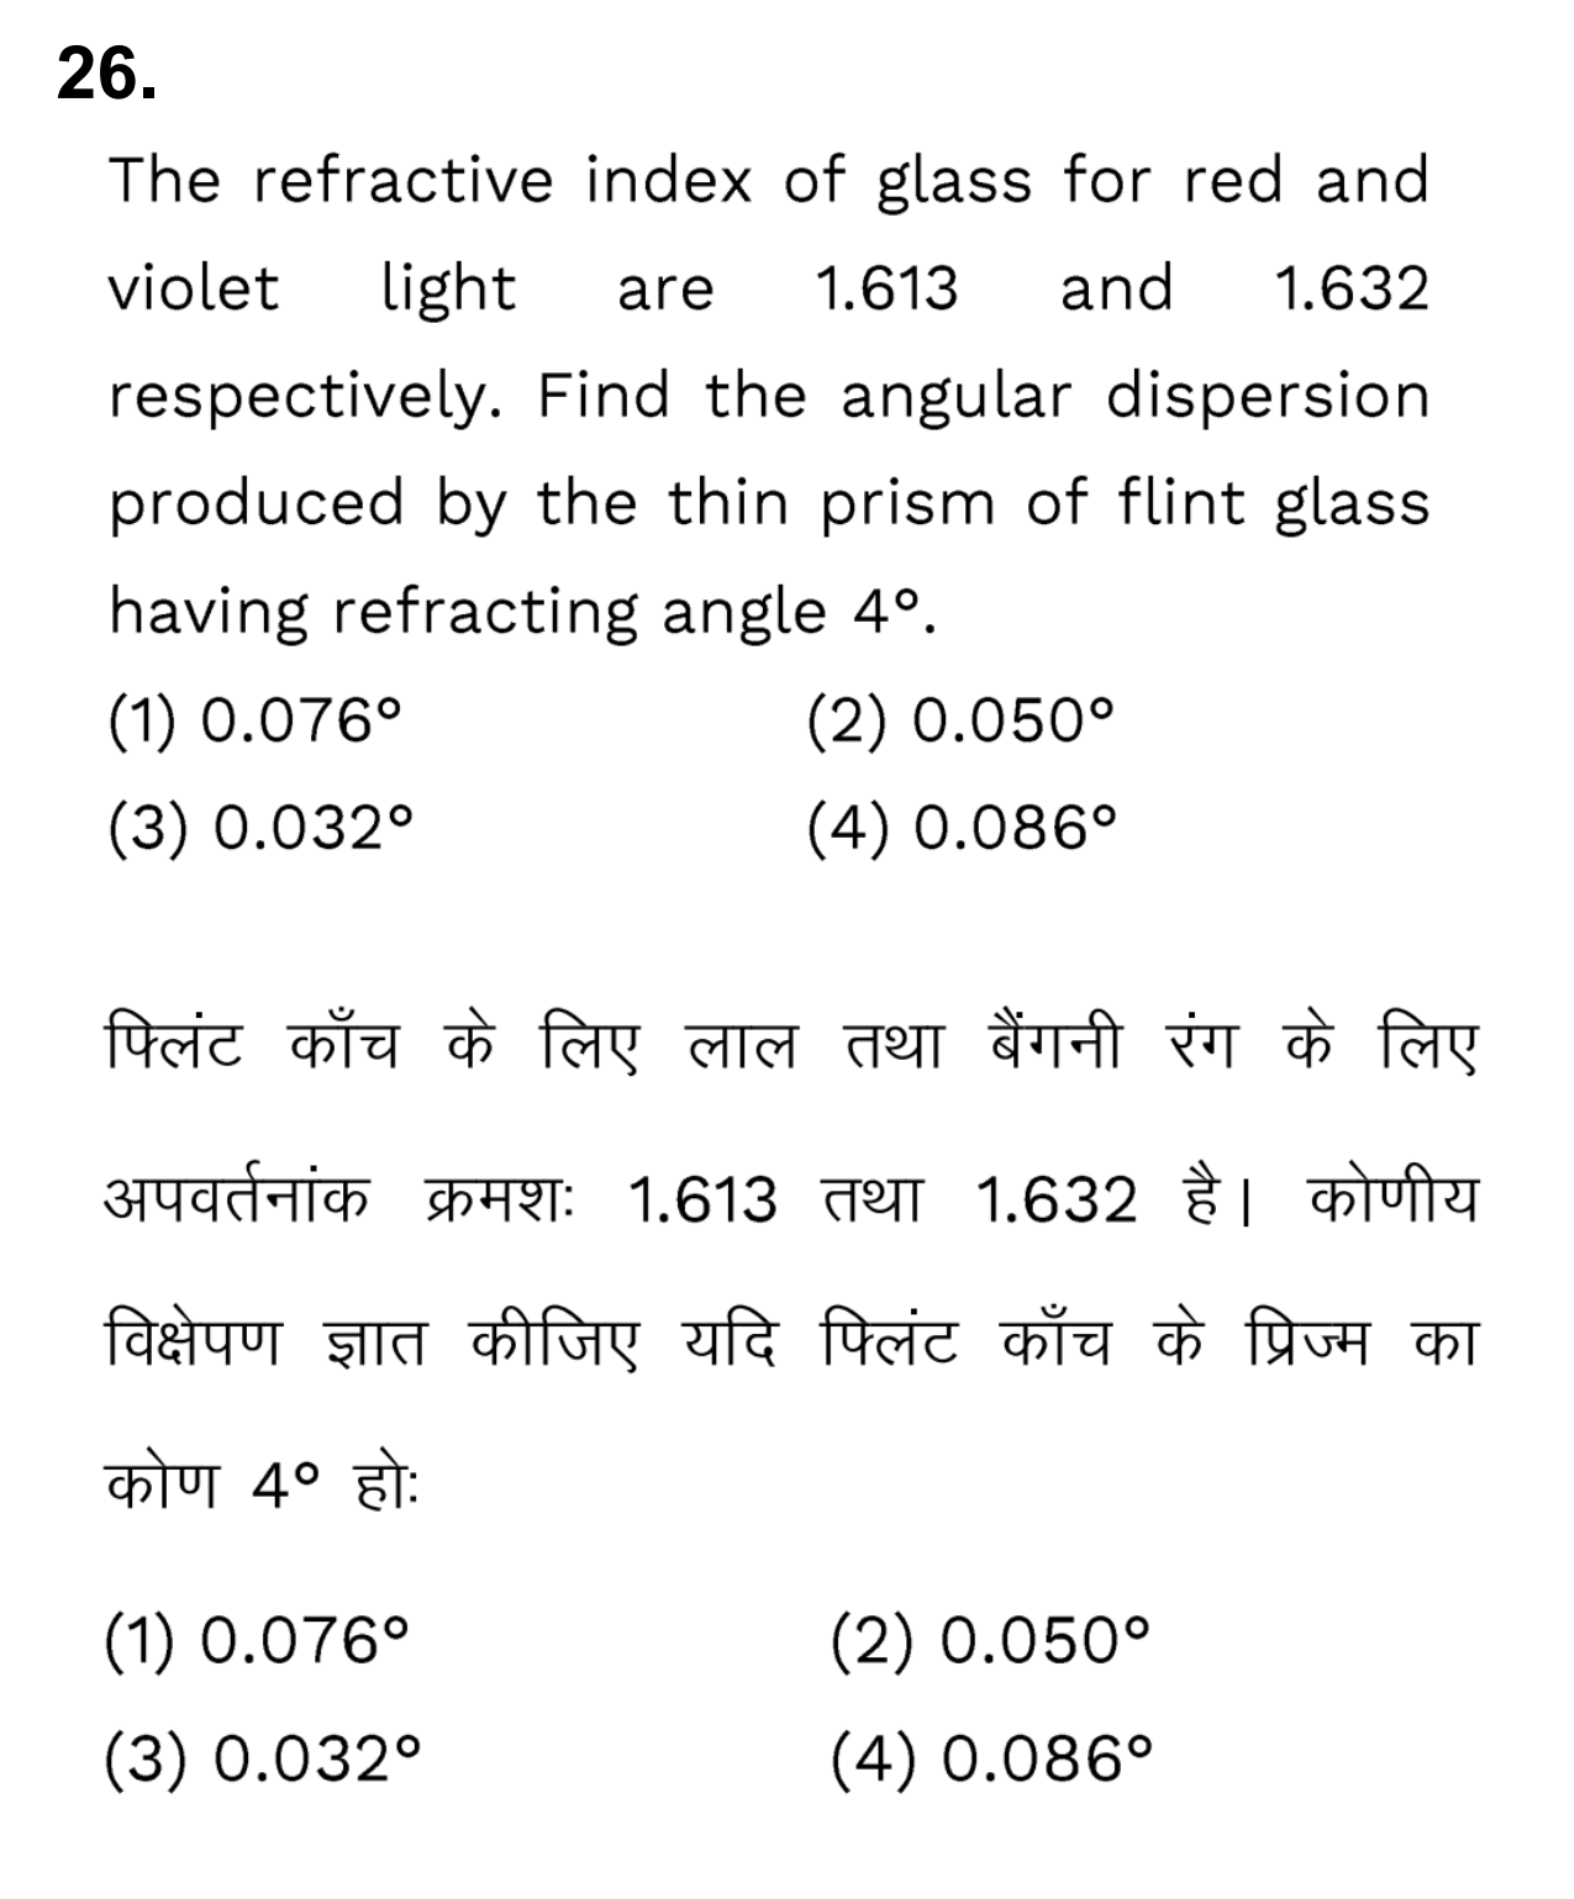 26.
The refractive index of glass for red and
violet light are 1.613 and 1.632
respectively. Find the angular dispersion
produced by the thin prism of flint glass
having refracting angle 4°.
(1) 0.076° (2) 0.050°
(3) 0.032° (4) 0.086°
फ्लिंट काँच के लिए लाल तथा बैंगनी रंग के लिए
अपवर्तनांक क्रमशः 1.613 तथा 1.632 है। कोणीय
विक्षेपण ज्ञात कीजिए यदि फ्लिंट काँच के प्रिज्म का
कोण 4° होः
(1) 0.076° (2) 0.050°
(3) 0.032° (4) 0.086°